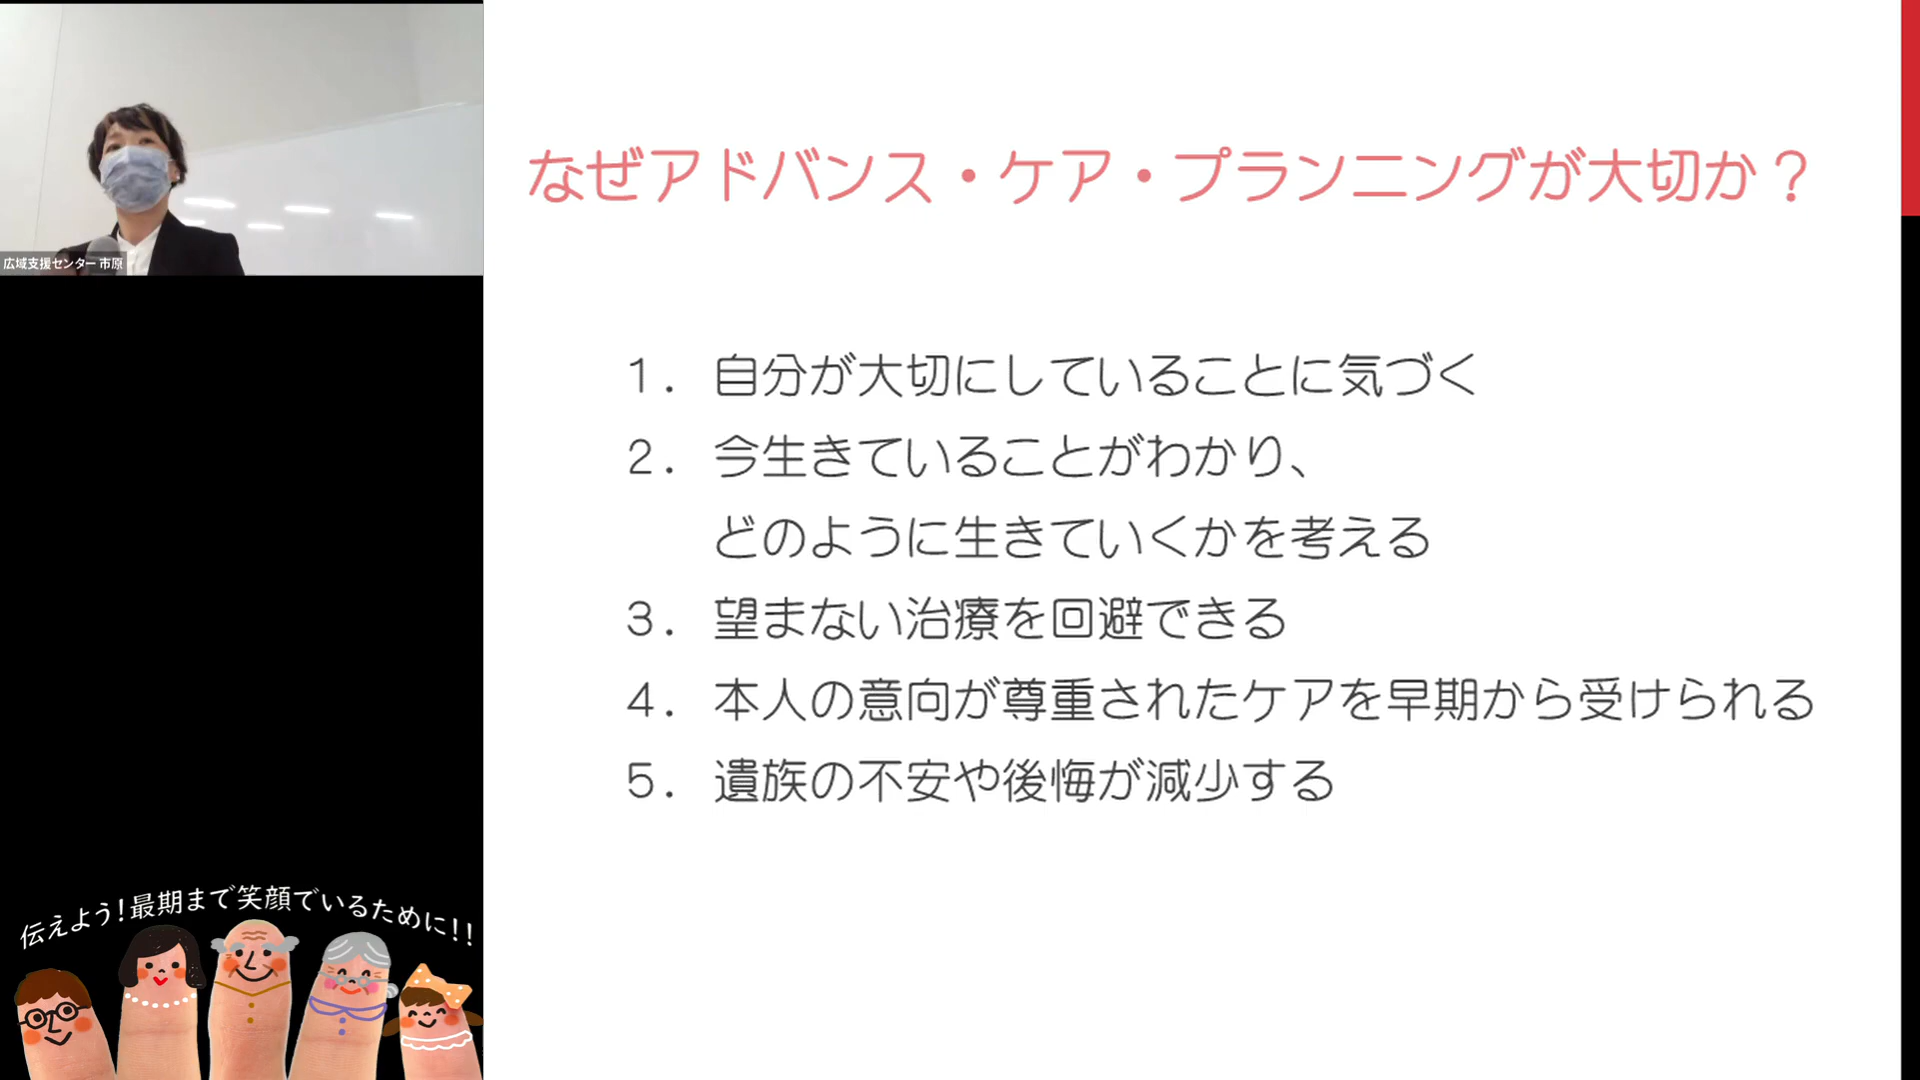 広域支援センター 市原
なぜアドバンス・ケア・プランニングが大切か？
１．自分が大切にしていることに気づく
２．今生きていることがわかり、
どのように生きていくかを考える
３．望まない治療を回避できる
４．本人の意向が尊重されたケアを早期から受けられる
５．遺族の不安や後悔が減少する
伝えよう！最期まで笑顔でいるために！！